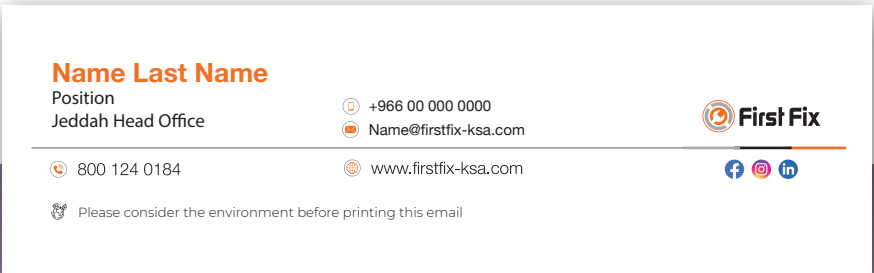 Name Last Name
Position
Jeddah Head Office
+966 00 000 0000
Name@firstfix-ksa.com
First Fix
800 124 0184
www.firstfix-ksa.com
Please consider the environment before printing this email